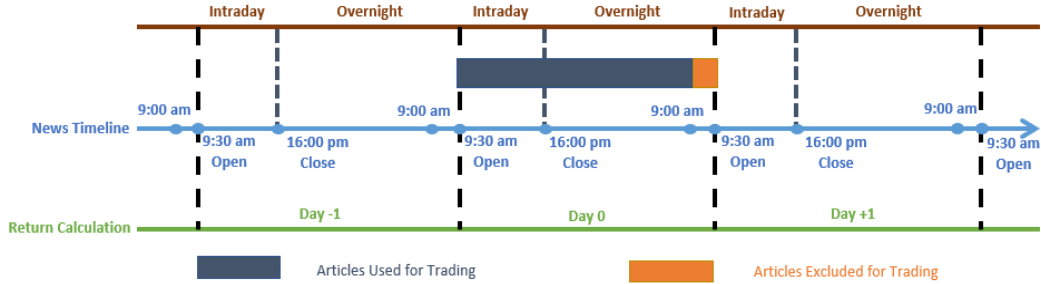 Intraday Overnight Intraday Overnight Intraday Overnight
9:00 am 9:00 am 9:00 am 9:00 am
News Timeline
9:30 am 16:00 pm 9:30 am 16:00 pm 9:30 am 16:00 pm 9:30 am
Open Close Open Close Open Close Open
Day -1 Day 0 Day +1
Return Calculation
Articles Used for Trading Articles Excluded for Trading